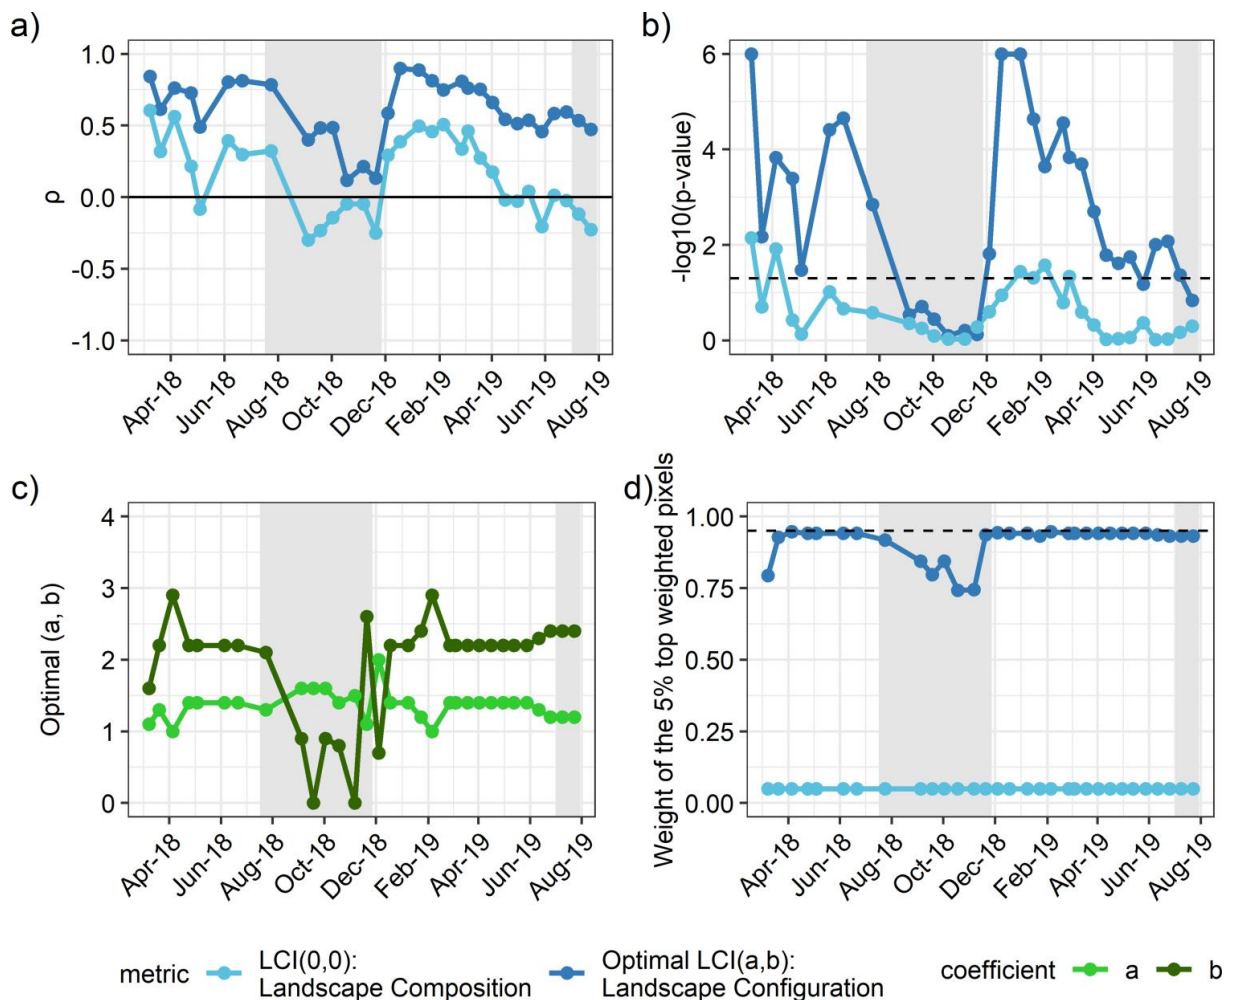 a)
1.0
0.5
0.0
-0.5
-1.0
ρ
Apr-18
Jun-18
Aug-18
Oct-18
Dec-18
Feb-19
Apr-19
Jun-19
Aug-19
b)
6
4
2
0
-log10(p-value)
Apr-18
Jun-18
Aug-18
Oct-18
Dec-18
Feb-19
Apr-19
Jun-19
Aug-19
c)
4
3
2
1
0
Optimal (a, b)
Apr-18
Jun-18
Aug-18
Oct-18
Dec-18
Feb-19
Apr-19
Jun-19
Aug-19
d)
1.00
0.75
0.50
0.25
0.00
Weight of the 5% top weighted pixels
Apr-18
Jun-18
Aug-18
Oct-18
Dec-18
Feb-19
Apr-19
Jun-19
Aug-19
metric
LCI(0,0):
Landscape Composition
Optimal LCI(a,b):
Landscape Configuration
coefficient
a
b